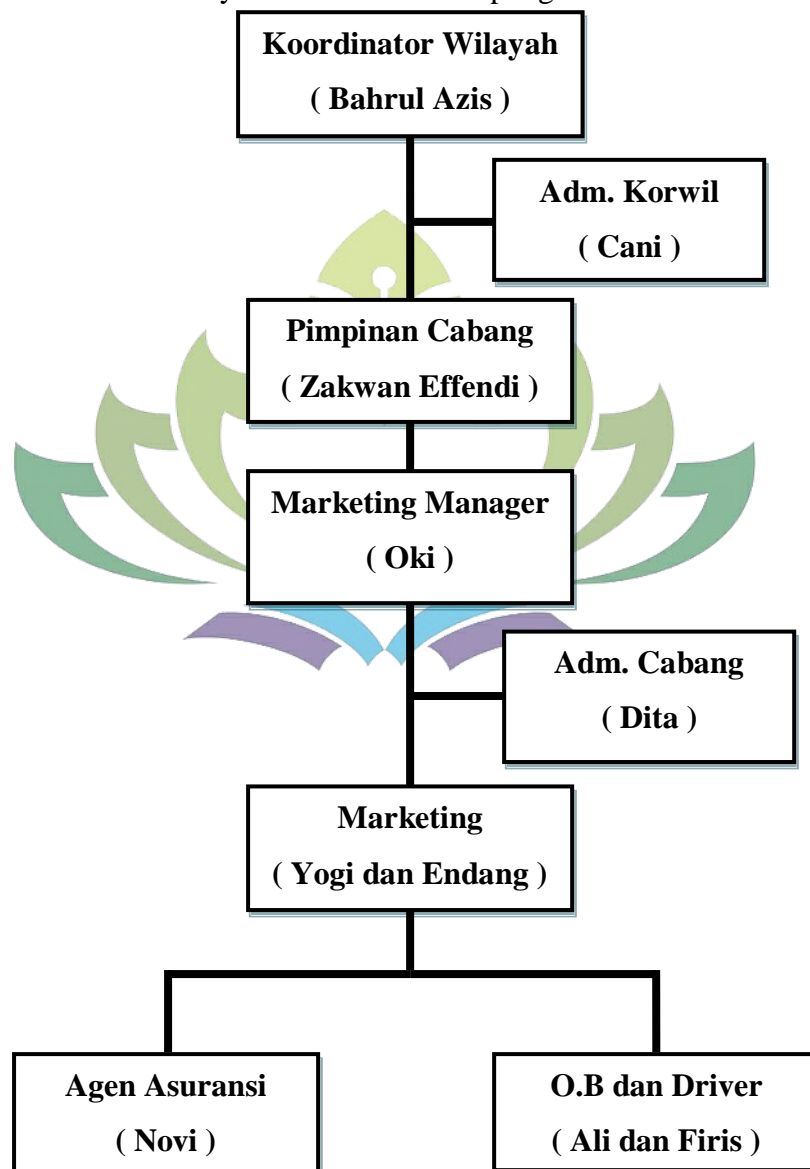 Koordinator Wilayah
( Bahrul Azis )
Adm. Korwil
( Cani )
Pimpinan Cabang
( Zakwan Effendi )
Marketing Manager
( Oki )
Adm. Cabang
( Dita )
Marketing
( Yogi dan Endang )
Agen Asuransi
( Novi )
O.B dan Driver
( Ali dan Firis )